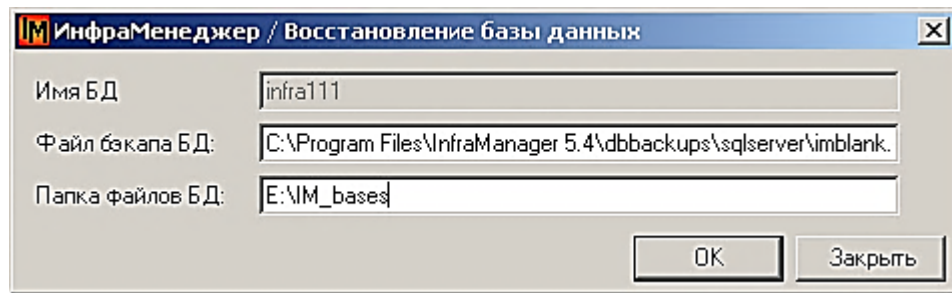 IM ИнфраМенеджер / Восстановление базы данных
Имя БД infra111
Файл бэкапа БД: C:\Program Files\InfraManager 5.4\dbbackups\sqlserver\imblank.
Папка файлов БД: E:\IM_bases
OK Закрыть